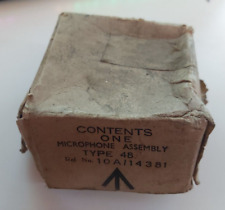 CONTENTS
ONE
MICROPHONE ASSEMBLY
TYPE 48.
Ref. No. 10A/14381